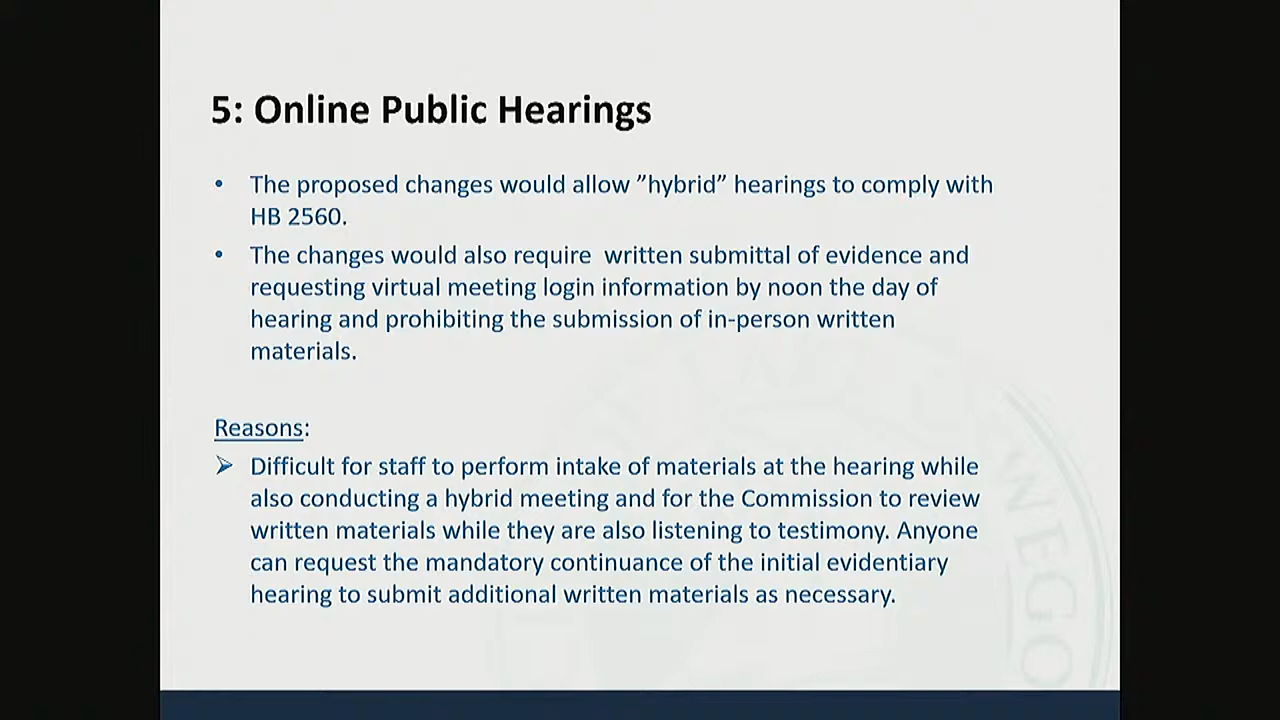 5: Online Public Hearings
• The proposed changes would allow ”hybrid” hearings to comply with
HB 2560.
• The changes would also require  written submittal of evidence and
requesting virtual meeting login information by noon the day of
hearing and prohibiting the submission of in-person written
materials.
Reasons:
➢ Difficult for staff to perform intake of materials at the hearing while
also conducting a hybrid meeting and for the Commission to review
written materials while they are also listening to testimony. Anyone
can request the mandatory continuance of the initial evidentiary
hearing to submit additional written materials as necessary.
WEGO